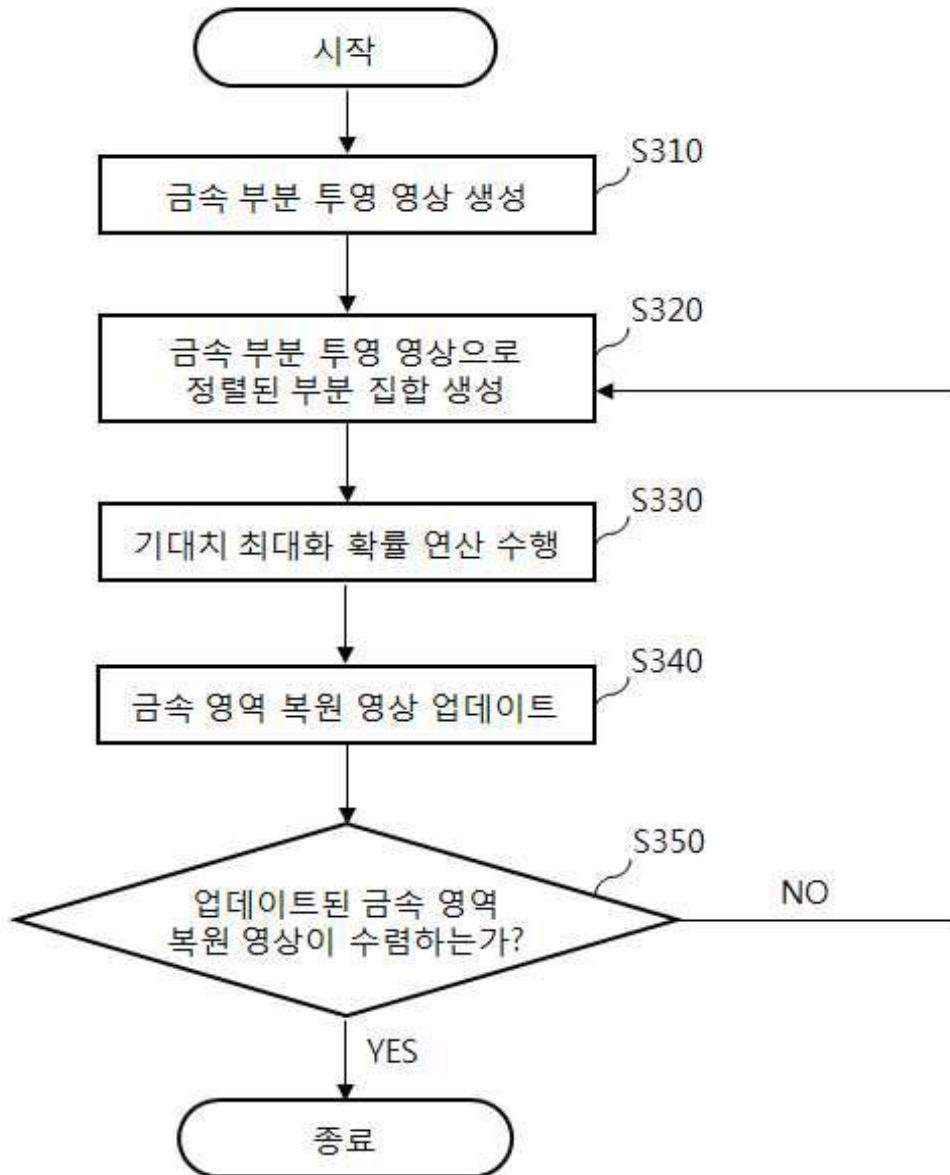 시작
S310
금속 부분 투영 영상 생성
S320
금속 부분 투영 영상으로
정렬된 부분 집합 생성
S330
기대치 최대화 확률 연산 수행
S340
금속 영역 복원 영상 업데이트
S350
업데이트된 금속 영역
복원 영상이 수렴하는가?
NO
YES
종료